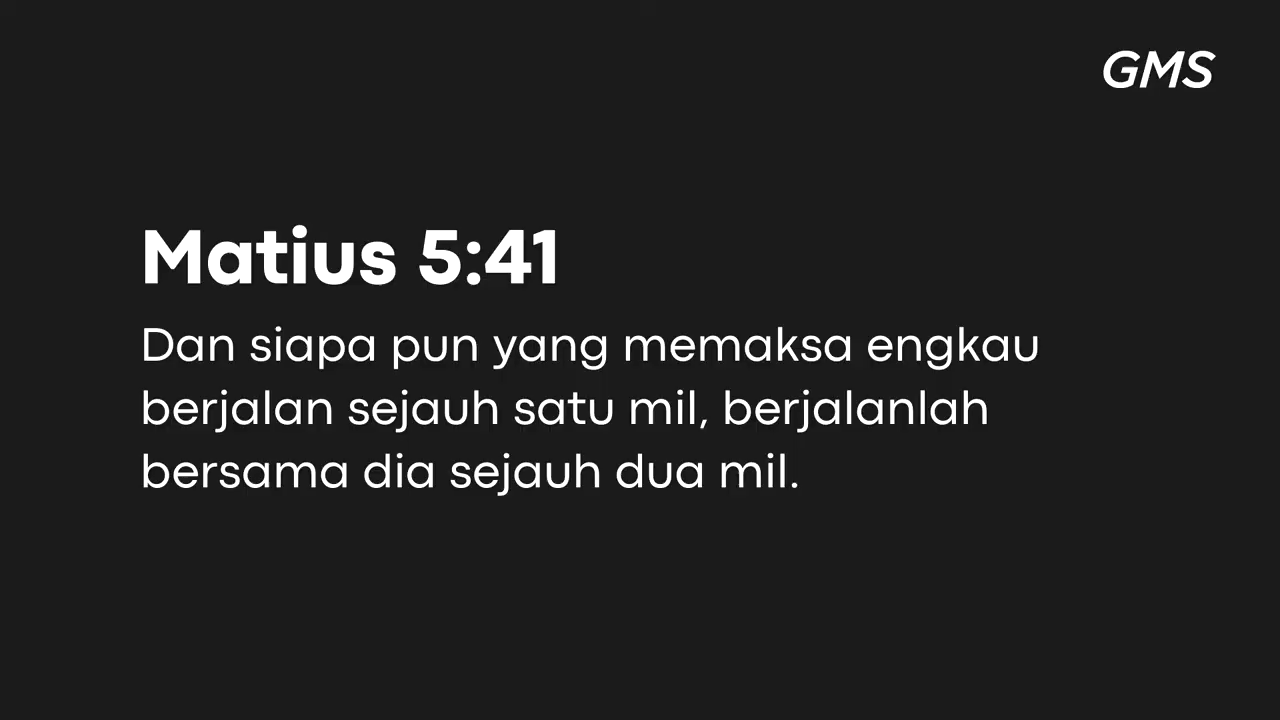 GMS
Matius 5:41
Dan siapa pun yang memaksa engkau
berjalan sejauh satu mil, berjalanlah
bersama dia sejauh dua mil.